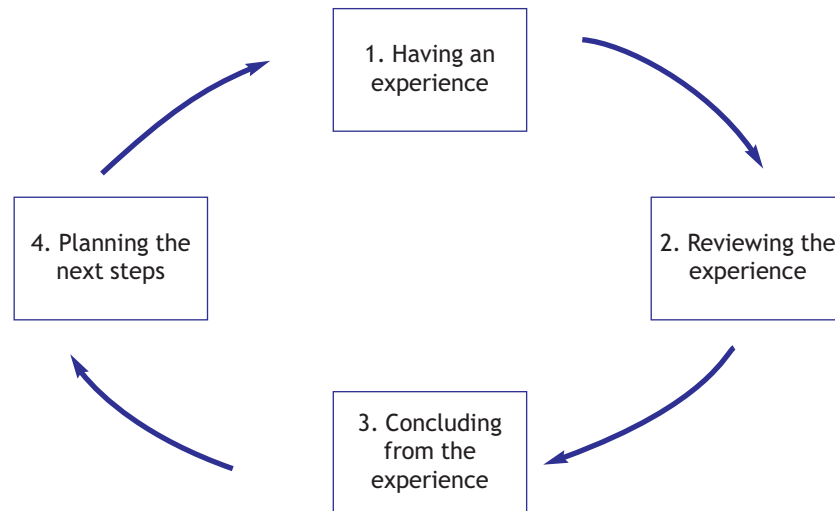 1. Having an
experience
2. Reviewing the
experience
3. Concluding
from the
experience
4. Planning the
next steps